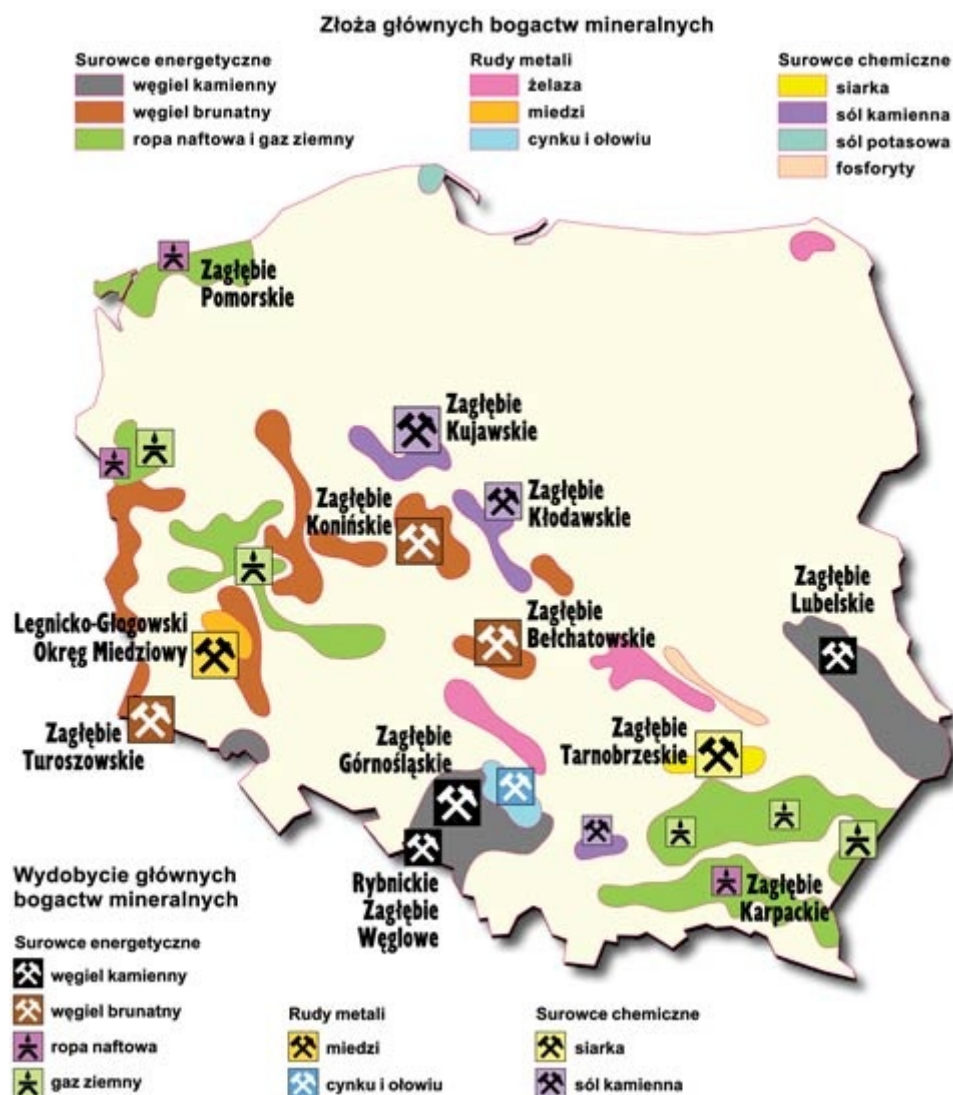 Złoża głównych bogactw mineralnych
Surowce energetyczne
węgiel kamienny
węgiel brunatny
ropa naftowa i gaz ziemny
Rudy metali
żelaza
miedzi
cynku i ołowiu
Surowce chemiczne
siarka
sól kamienna
sól potasowa
fosforyty
Zagłębie
Pomorskie
Zagłębie
Kujawskie
Zagłębie
Konińskie
Zagłębie
Kłodawskie
Zagłębie
Lubelskie
Legnicko-Głogowski
Okręg Miedziowy
Zagłębie
Bełchatowskie
Zagłębie
Turoszowskie
Zagłębie
Górnośląskie
Zagłębie
Tarnobrzeskie
Rybnickie
Zagłębie
Węglowe
Zagłębie
Karpackie
Wydobycie głównych
bogactw mineralnych
Surowce energetyczne
węgiel kamienny
węgiel brunatny
ropa naftowa
gaz ziemny
Rudy metali
miedzi
cynku i ołowiu
Surowce chemiczne
siarka
sól kamienna